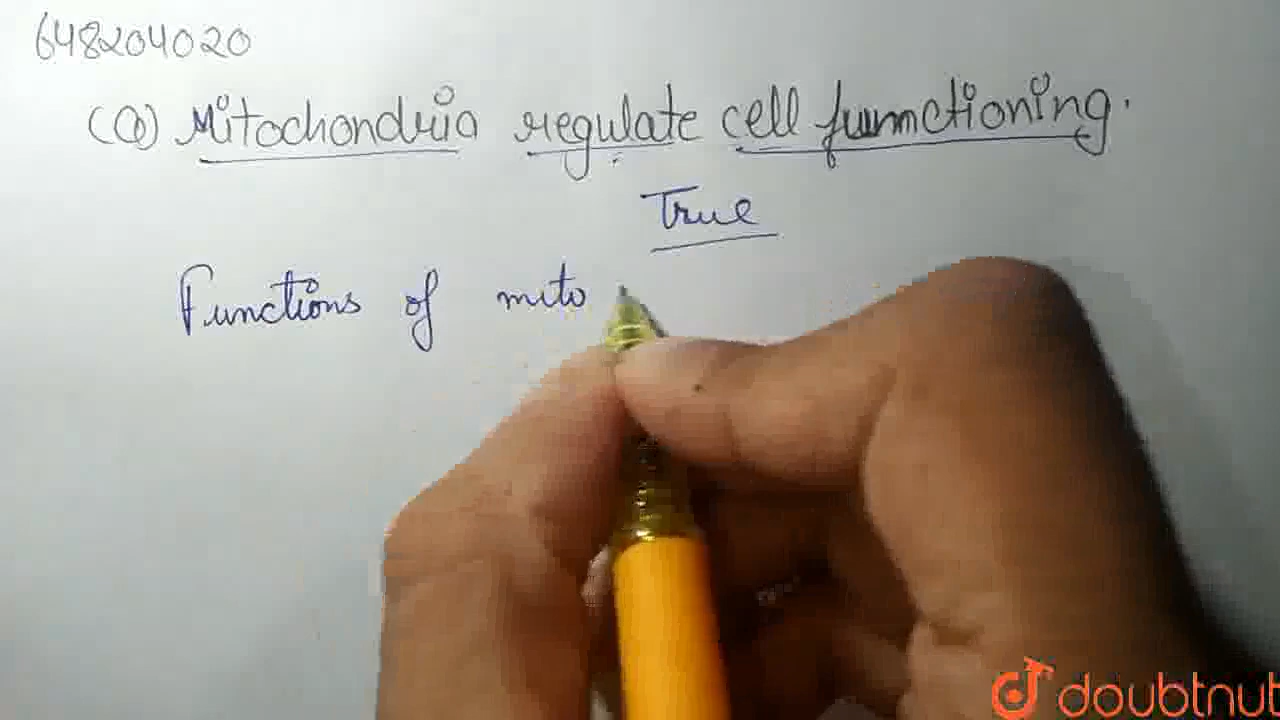 648204020
(Q) Mitochondria regulate cell functioning.
True
Functions of mito
doubtnut